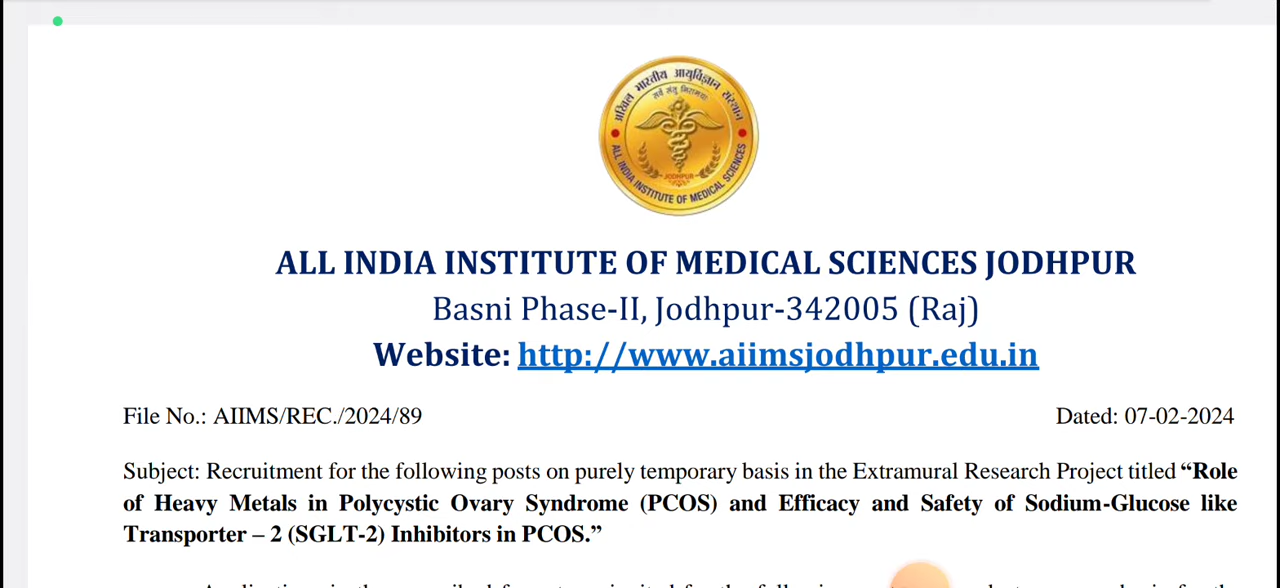 अखिल भारतीय आयुर्विज्ञान संस्थान
ALL INDIA INSTITUTE OF MEDICAL SCIENCES
JODHPUR
ALL INDIA INSTITUTE OF MEDICAL SCIENCES JODHPUR
Basni Phase-II, Jodhpur-342005 (Raj)
Website: http://www.aiimsjodhpur.edu.in
File No.: AIIMS/REC./2024/89 Dated: 07-02-2024
Subject: Recruitment for the following posts on purely temporary basis in the Extramural Research Project titled “Role
of Heavy Metals in Polycystic Ovary Syndrome (PCOS) and Efficacy and Safety of Sodium-Glucose like
Transporter – 2 (SGLT-2) Inhibitors in PCOS.”